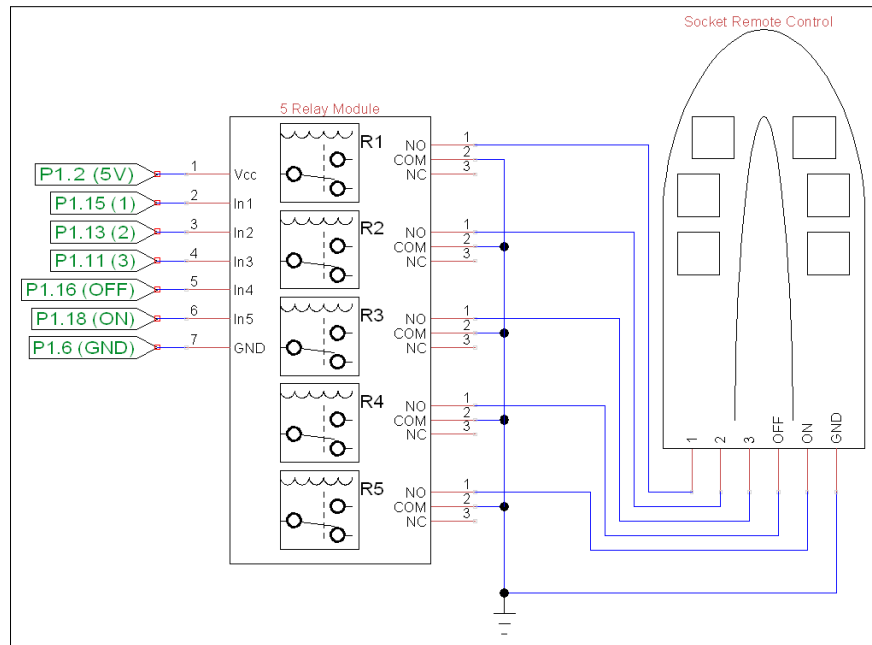 Socket Remote Control
5 Relay Module
P1.2 (5V)
1
Vcc
P1.15 (1)
2
In1
P1.13 (2)
3
In2
P1.11 (3)
4
In3
P1.16 (OFF)
5
In4
P1.18 (ON)
6
In5
P1.6 (GND)
7
GND
R1
NO 1
COM 2
NC 3
R2
NO 1
COM 2
NC 3
R3
NO 1
COM 2
NC 3
R4
NO 1
COM 2
NC 3
R5
NO 1
COM 2
NC 3
1
2
3
OFF
ON
GND